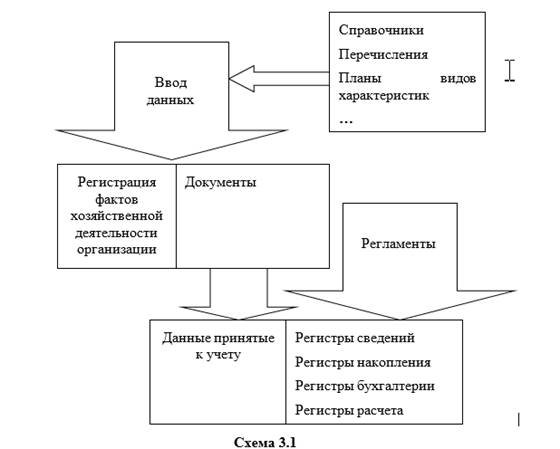 Справочники
Перечисления
Планы видов
характеристик
...
Ввод
данных
Регистрация
фактов
хозяйственной
деятельности
организации
Документы
Регламенты
Данные принятые
к учету
Регистры сведений
Регистры накопления
Регистры бухгалтерии
Регистры расчета
Схема 3.1